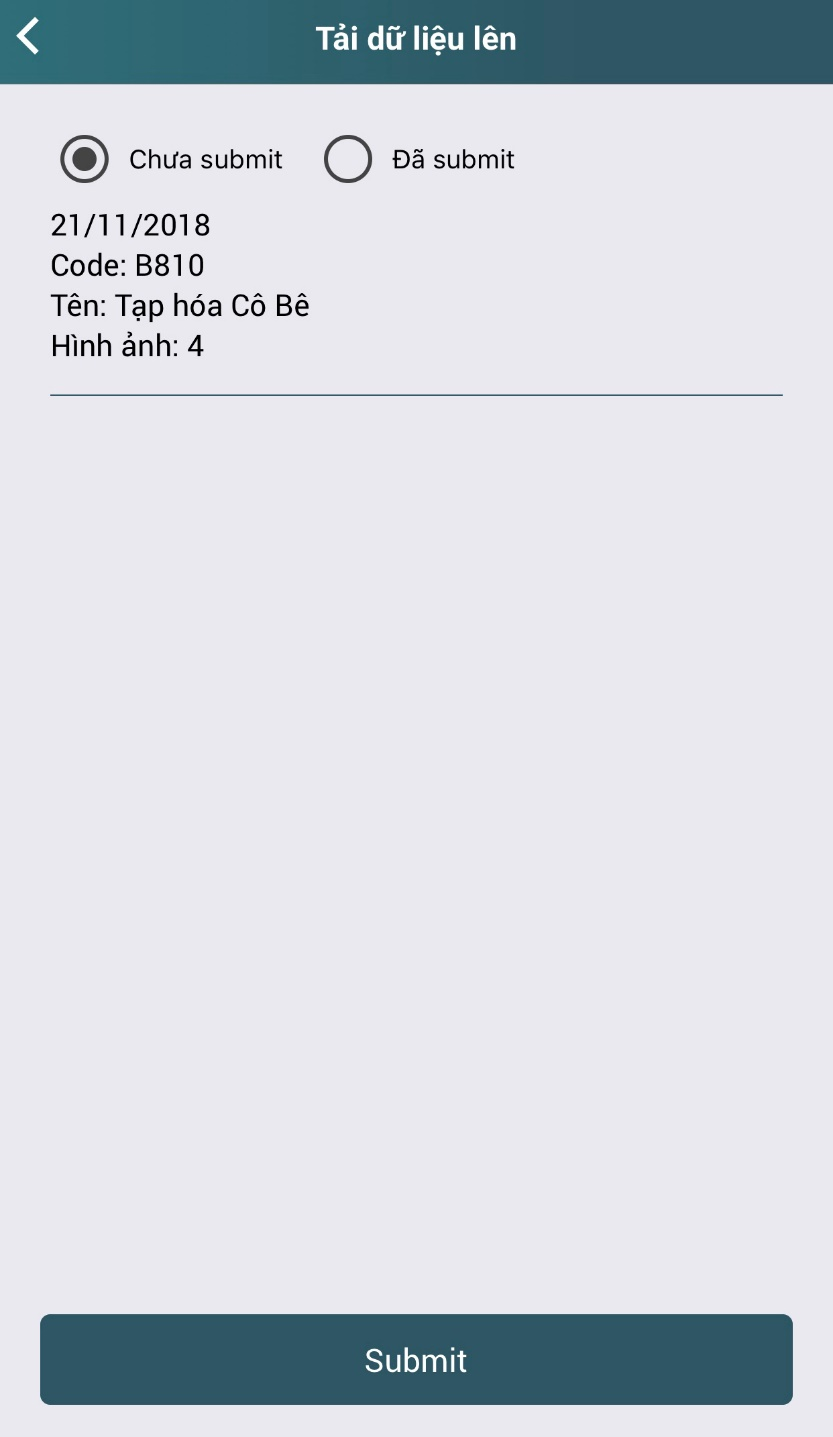 Tải dữ liệu lên
Chưa submit Đã submit
21/11/2018
Code: B810
Tên: Tạp hóa Cô Bê
Hình ảnh: 4
Submit